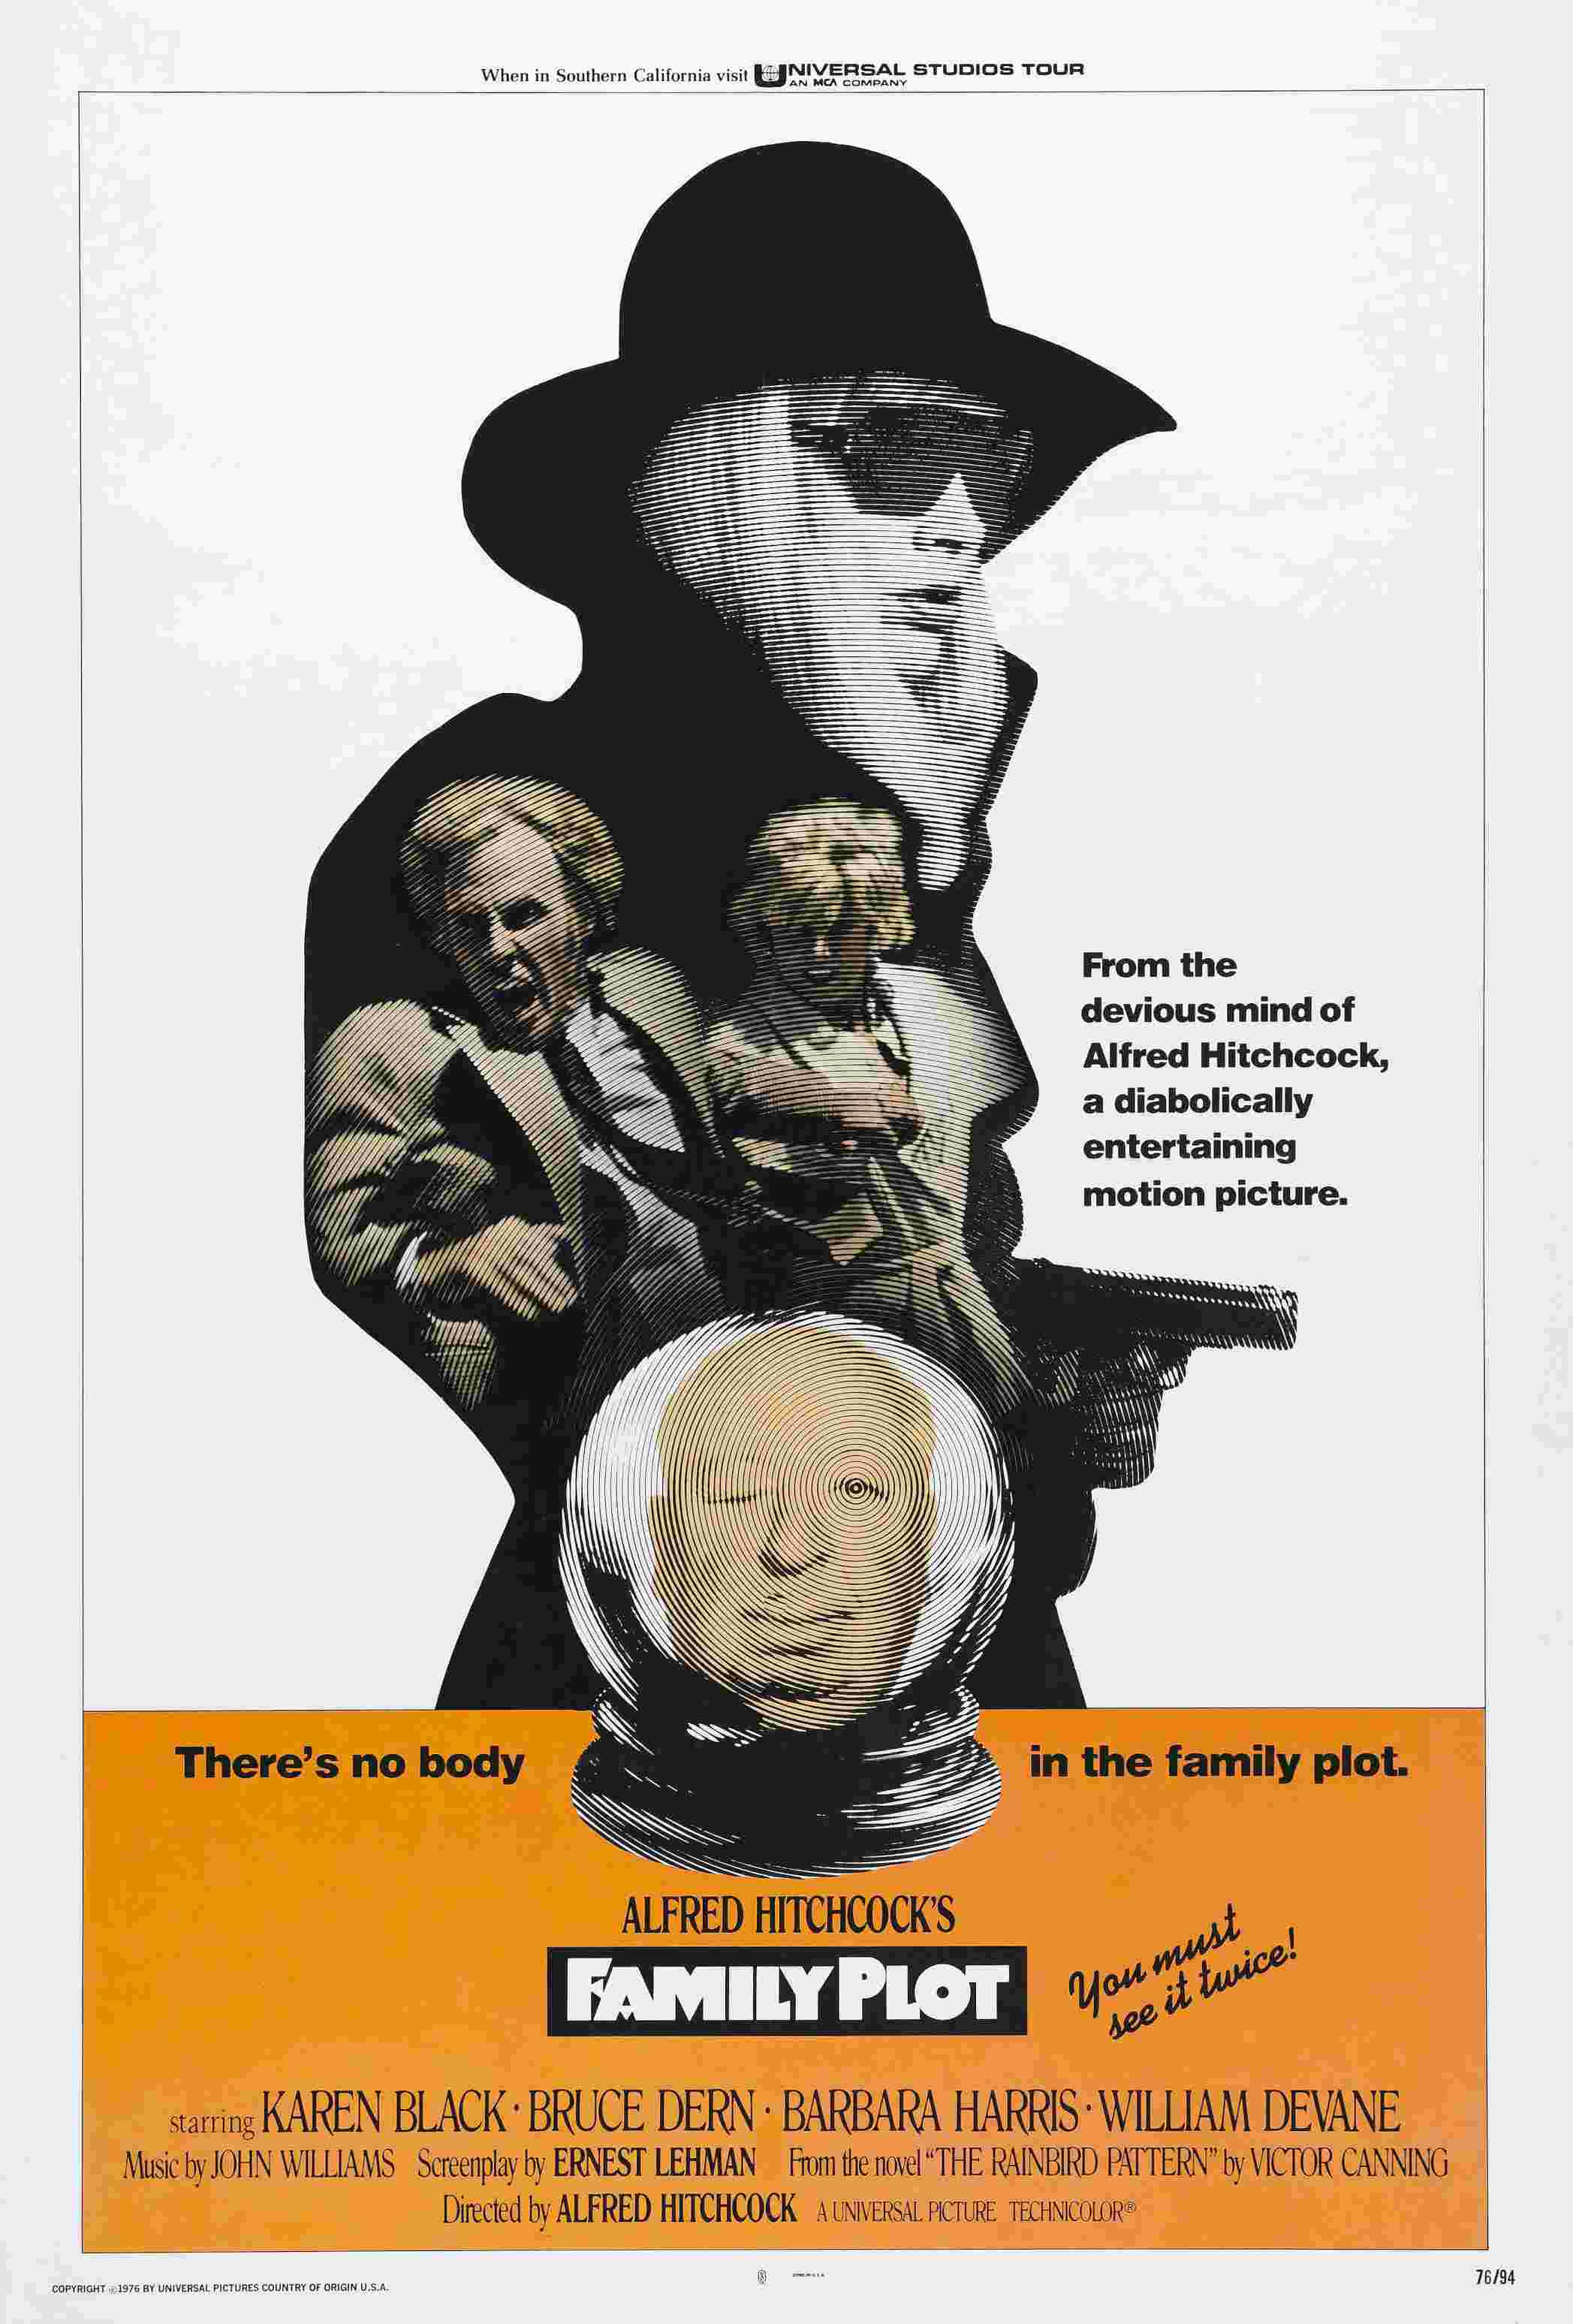 When in Southern California visit UNIVERSAL STUDIOS TOUR
AN MCA COMPANY
From the
devious mind of
Alfred Hitchcock,
a diabolically
entertaining
motion picture.
There's no body in the family plot.
ALFRED HITCHCOCK'S
FAMILY PLOT
You must
see it twice!
starring KAREN BLACK · BRUCE DERN · BARBARA HARRIS · WILLIAM DEVANE
Music by JOHN WILLIAMS Screenplay by ERNEST LEHMAN From the novel “THE RAINBIRD PATTERN” by VICTOR CANNING
Directed by ALFRED HITCHCOCK A UNIVERSAL PICTURE TECHNICOLOR®
COPYRIGHT ©1976 BY UNIVERSAL PICTURES COUNTRY OF ORIGIN U.S.A.
76/94